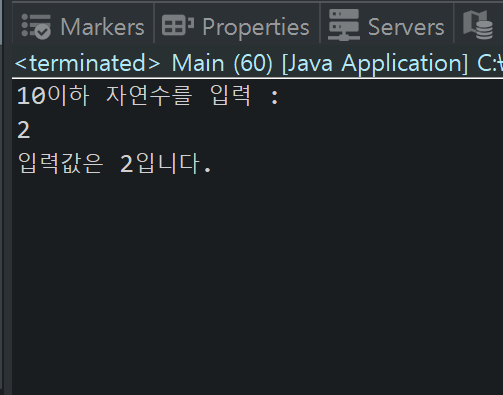 Markers Properties Servers
<terminated> Main (60) [Java Application] C:\
10이하 자연수를 입력 :
2
입력값은 2입니다.